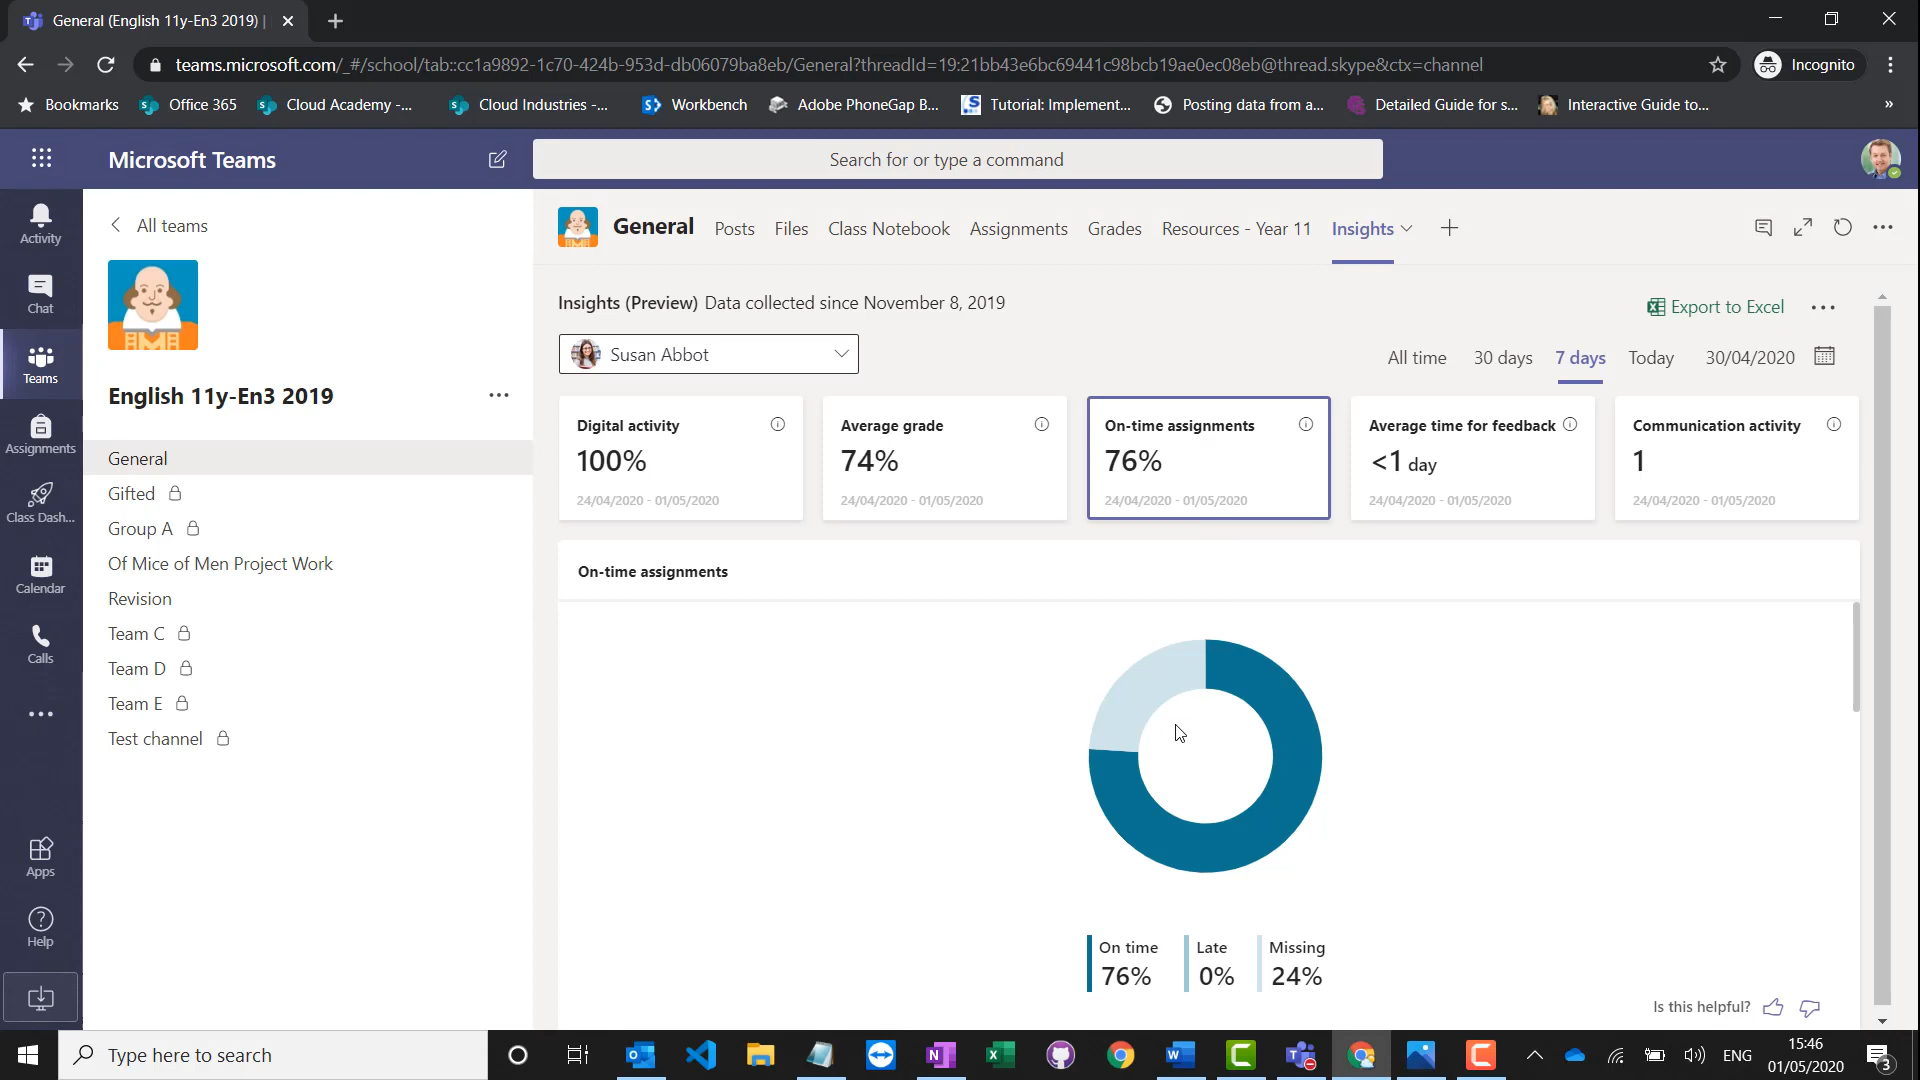 General (English 11y-En3 2019) |
teams.microsoft.com/_#/school/tab::cc1a9892-1c70-424b-953d-db06079ba8eb/General?threadId=19:21bb43e6bc69441c98bcb19ae0ec08eb@thread.skype&ctx=channel
Incognito
Bookmarks
Office 365
Cloud Academy -...
Cloud Industries -...
Workbench
Adobe PhoneGap B...
Tutorial: Implement...
Posting data from a...
Detailed Guide for s...
Interactive Guide to...
»
Microsoft Teams
Search for or type a command
Activity
Chat
Teams
Assignments
Class Dash...
Calendar
Calls
Apps
Help
All teams
English 11y-En3 2019
General
Gifted
Group A
Of Mice of Men Project Work
Revision
Team C
Team D
Team E
Test channel
General
Posts
Files
Class Notebook
Assignments
Grades
Resources - Year 11
Insights
Insights (Preview) Data collected since November 8, 2019
Export to Excel
Susan Abbot
All time
30 days
7 days
Today
30/04/2020
Digital activity
100%
24/04/2020 - 01/05/2020
Average grade
74%
24/04/2020 - 01/05/2020
On-time assignments
76%
24/04/2020 - 01/05/2020
Average time for feedback
<1 day
24/04/2020 - 01/05/2020
Communication activity
1
24/04/2020 - 01/05/2020
On-time assignments
On time
76%
Late
0%
Missing
24%
Is this helpful?
Type here to search
ENG
15:46
01/05/2020
3